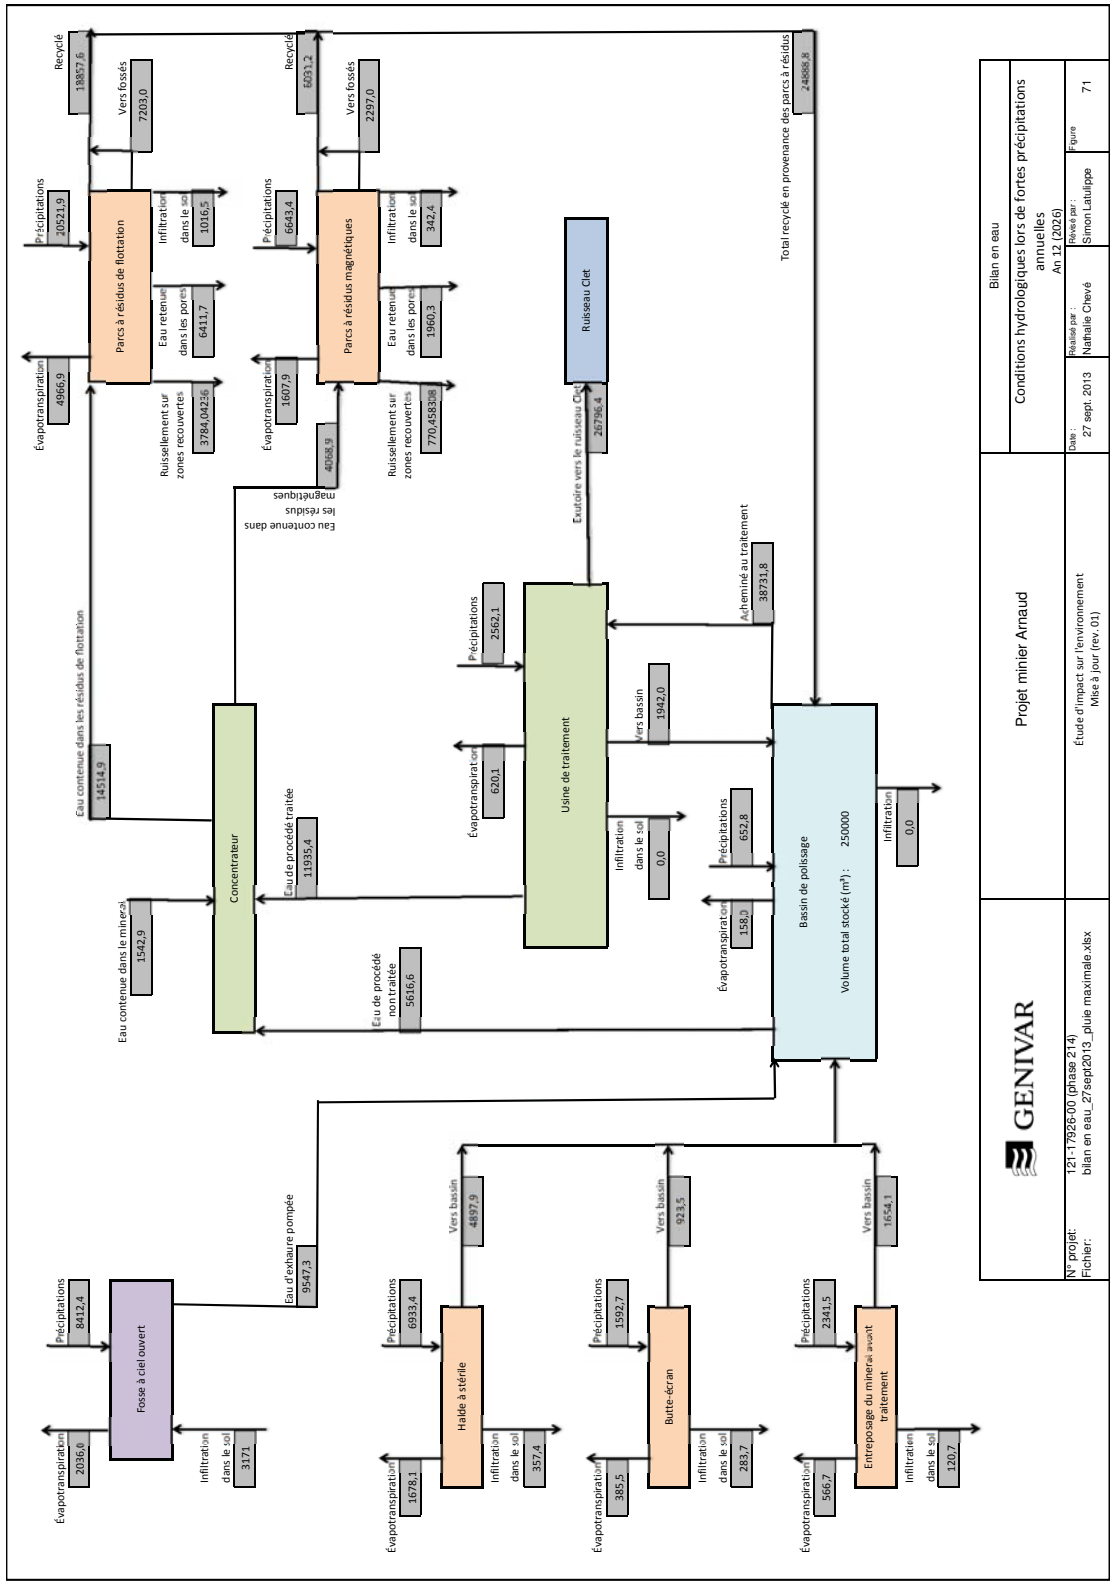 Évapotranspiration
2036,0
Précipitations
8412,4
Fosse à ciel ouvert
Infiltration
dans le sol
3171
Eau d'exhaure pompée
9547,3
Évapotranspiration
1678,1
Précipitations
6933,4
Halde à stérile
Infiltration
dans le sol
357,4
Vers bassin
4897,9
Évapotranspiration
385,5
Précipitations
1592,7
Butte-écran
Infiltration
dans le sol
283,7
Vers bassin
923,5
Évapotranspiration
566,7
Précipitations
2341,5
Entreposage du minerai avant
traitement
Infiltration
dans le sol
120,7
Vers bassin
1654,1
Eau contenue dans le minerai
1542,9
Concentrateur
Eau contenue dans les résidus de flottation
14514,9
Eau de procédé traitée
11935,4
Eau de procédé
non traitée
5616,6
Eau contenue dans
les résidus
magnétiques
4068,9
Évapotranspiration
620,1
Précipitations
2562,1
Usine de traitement
Infiltration
dans le sol
0,0
Vers bassin
1942,0
Exutoire vers le ruisseau Clet
26796,4
Ruisseau Clet
Acheminé au traitement
38731,8
Évapotranspiration
158,0
Précipitations
652,8
Bassin de polissage
Volume total stocké (m³) : 250000
Infiltration
0,0
Évapotranspiration
4966,9
Précipitations
10521,9
Parcs à résidus de flottation
Ruissellement sur
zones recouvertes
3784,04236
Eau retenue
dans les pores
6411,7
Infiltration
dans le sol
1016,5
Vers fossés
7203,0
Recyclé
18857,6
Évapotranspiration
1607,9
Précipitations
6643,4
Parcs à résidus magnétiques
Ruissellement sur
zones recouvertes
770,458308
Eau retenue
dans les pores
1960,3
Infiltration
dans le sol
342,4
Vers fossés
2297,0
Recyclé
6031,2
Total recyclé en provenance des parcs à résidus
24888,8
GENIVAR
N° projet: 121-17926-00 (phase 214)
Fichier: bilan en eau_27sept2013_pluie maximale.xlsx
Projet minier Arnaud
Étude d'impact sur l'environnement
Mise à jour (rev. 01)
Bilan en eau
Conditions hydrologiques lors de fortes précipitations
annuelles
An 12 (2026)
Date :
27 sept. 2013
Réalisé par :
Nathalie Chevé
Révisé par :
Simon Latulippe
Figure
71